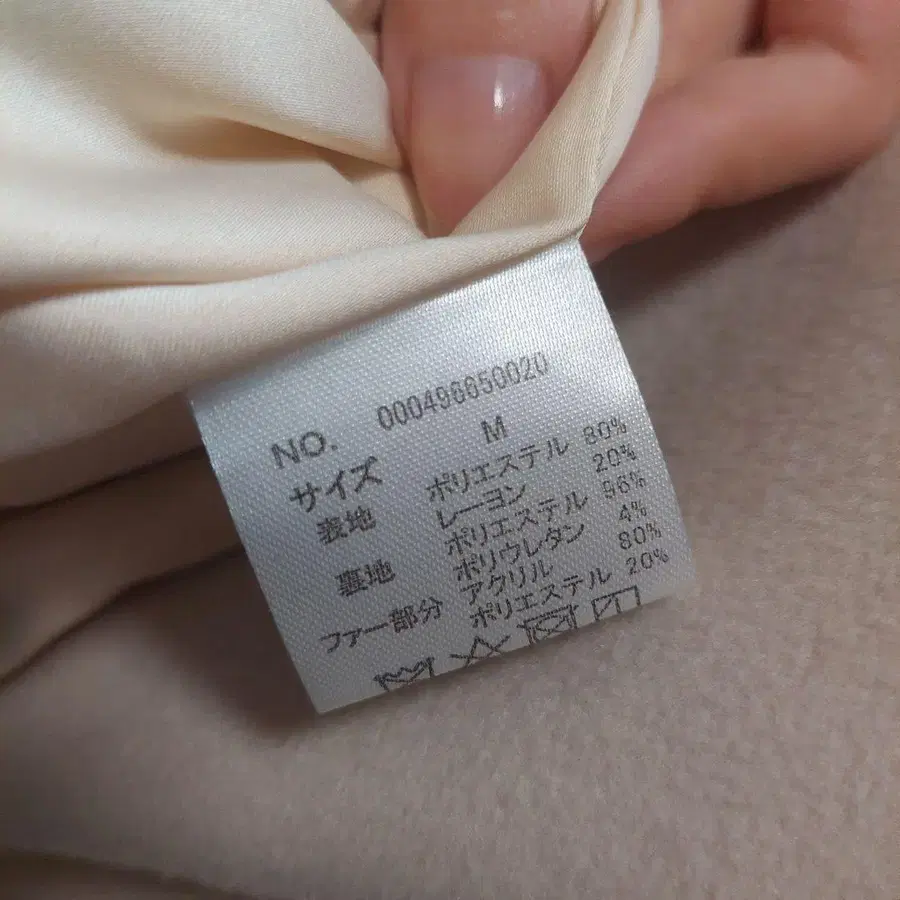 NO. 000496650020
サイズ M
表地 ポリエステル 80%
レーヨン 20%
裏地 ポリエステル 96%
ポリウレタン 4%
ファー部分 アクリル 80%
ポリエステル 20%